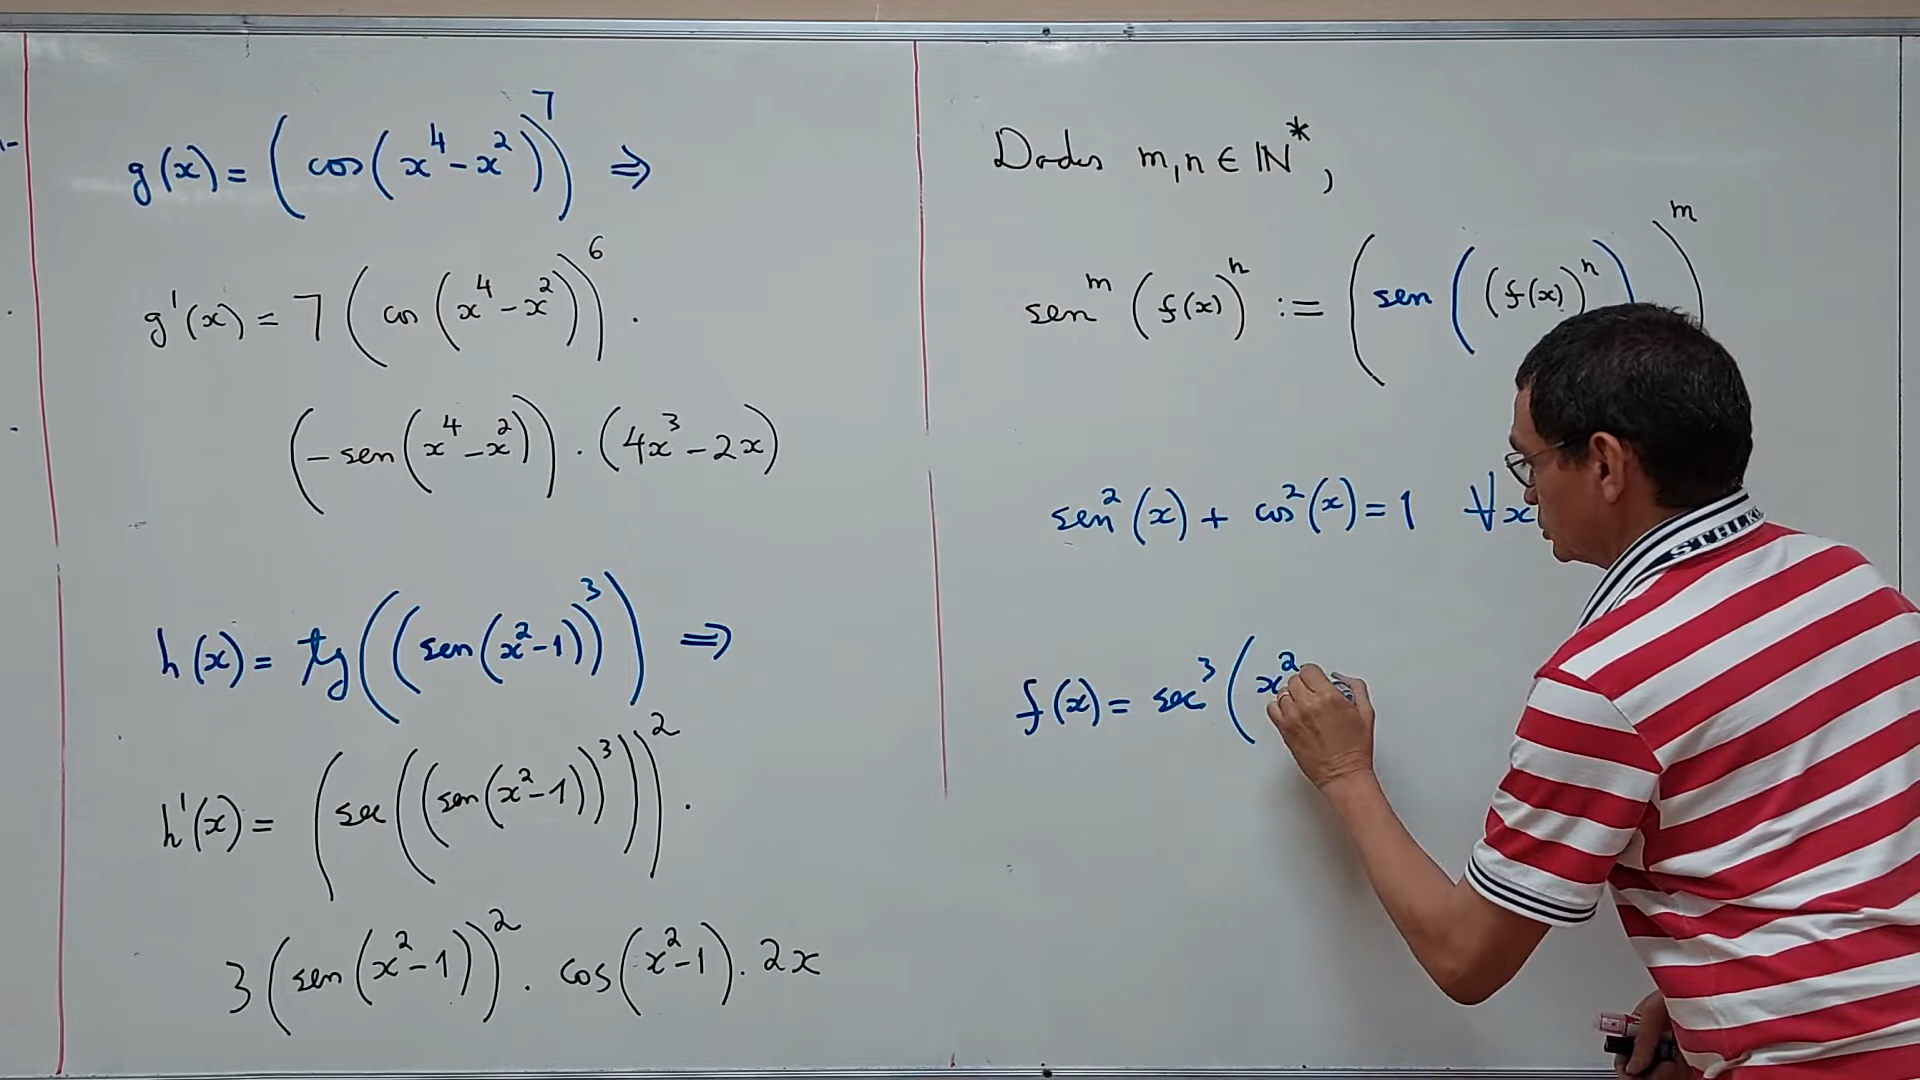 g(x) = (cos(x⁴-x²))⁷ ⇒
g'(x) = 7 (cos(x⁴-x²))⁶ .
(-sen(x⁴-x²)) . (4x³-2x)
h(x) = tg((sen(x²-1))³) ⇒
h'(x) = (sec((sen(x²-1))³))² .
3(sen(x²-1))² . cos(x²-1) . 2x
Dados m,n ∈ ℕ*,
senᵐ(f(x))ⁿ := (sen((f(x))ⁿ))ᵐ
sen²(x) + cos²(x) = 1 ∀x
f(x) = sec³(x²